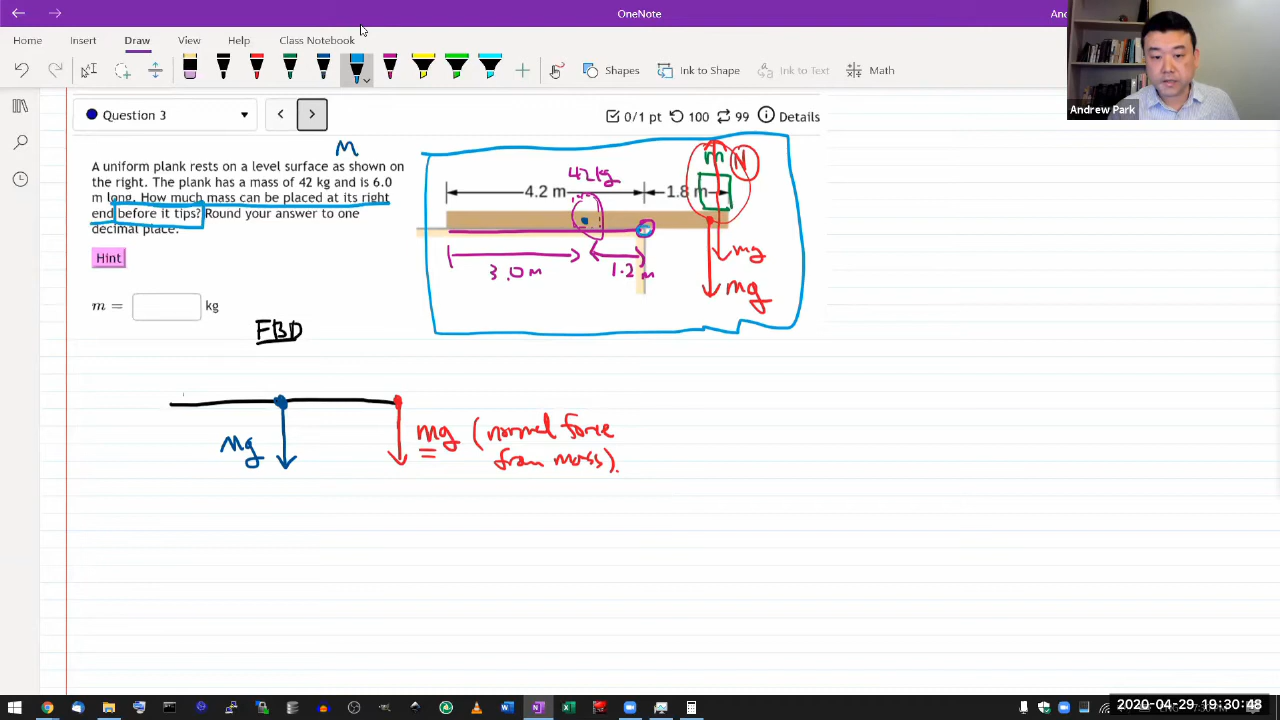 OneNote
Home Insert Draw View Help Class Notebook
Shapes Ink to Shape Ink to Text Math
Andrew Park
Question 3
0/1 pt 100 99 Details
M
A uniform plank rests on a level surface as shown on
the right. The plank has a mass of 42 kg and is 6.0
m long. How much mass can be placed at its right
end before it tips? Round your answer to one
decimal place.
Hint
m = kg
42kg
m N
4.2 m 1.8 m
3.0m 1.2 m
mg
mg
FBD
Mg
mg (normal force
from mass).
2020-04-29 19:30:48